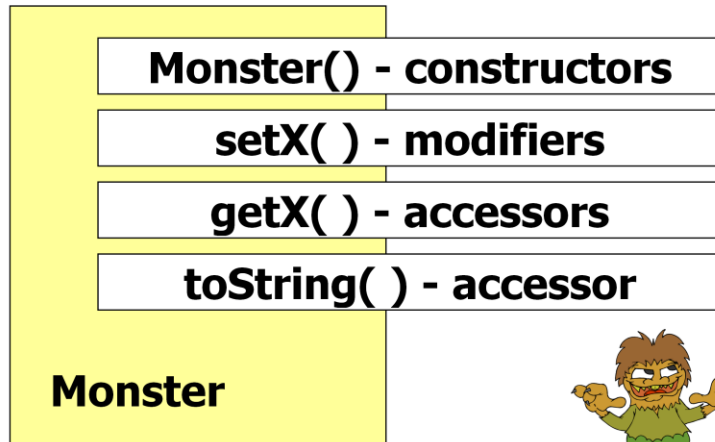 Monster() - constructors
setX( ) - modifiers
getX( ) - accessors
toString( ) - accessor
Monster